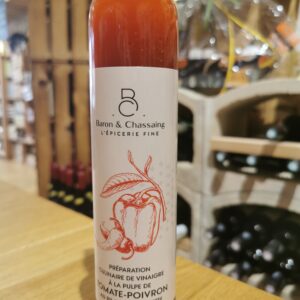 BC
Baron & Chassaing
L'ÉPICERIE FINE
PRÉPARATION
CULINAIRE DE VINAIGRE
À LA PULPE DE
TOMATE-POIVRON